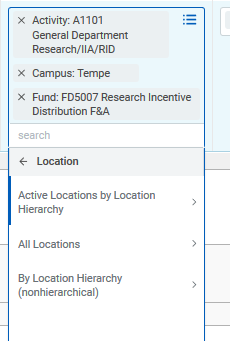 × Activity: A1101
General Department
Research/IIA/RID
× Campus: Tempe
× Fund: FD5007 Research Incentive
Distribution F&A
search
← Location
Active Locations by Location
Hierarchy
All Locations
By Location Hierarchy
(nonhierarchical)